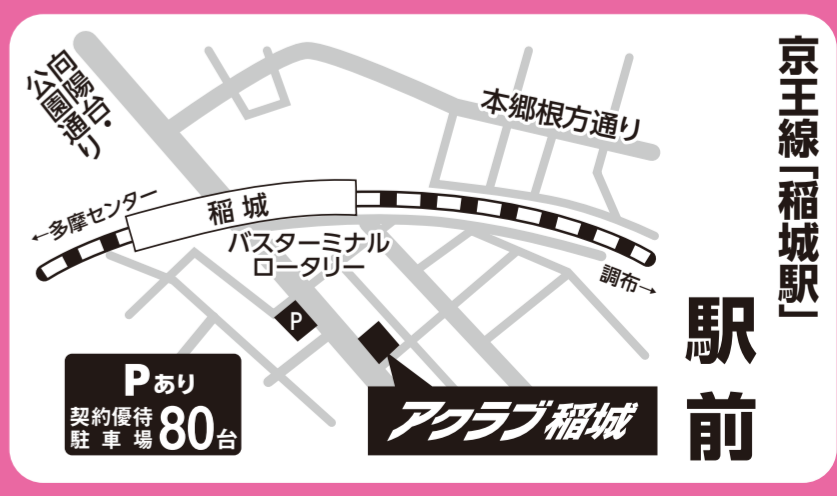 京王線「稲城駅」
駅前
向陽台・
公園通り
本郷根方通り
←多摩センター
稲城
バスターミナル
ロータリー
調布→
P
Pあり
契約優待
駐車場
80台
アクラブ稲城